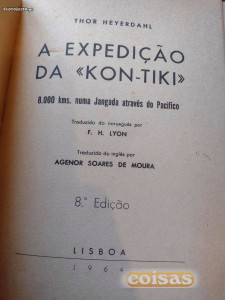 THOR HEYERDAHL
A EXPEDIÇÃO
DA «KON-TIKI»
8.000 kms. numa Jangada através do Pacífico
Traduzido do norueguês por
F. H. LYON
Traduzido do inglês por
AGENOR SOARES DE MOURA
8.ª Edição
LISBOA
coisas